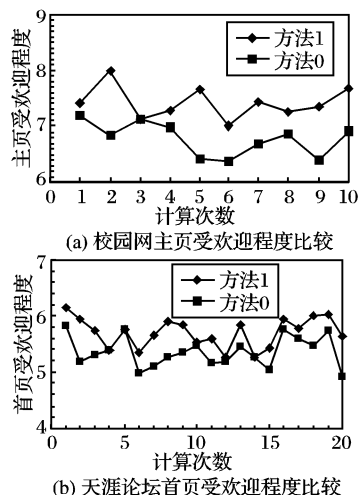 9
8
7
6
主页受欢迎程度
方法1
方法0
0 1 2 3 4 5 6 7 8 9 10
计算次数
(a) 校园网主页受欢迎程度比较
7
6
5
4
首页受欢迎程度
方法1
方法0
0 5 10 15 20
计算次数
(b) 天涯论坛首页受欢迎程度比较